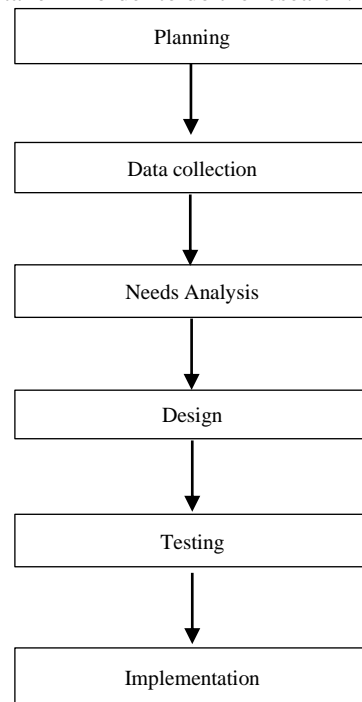 Planning
Data collection
Needs Analysis
Design
Testing
Implementation